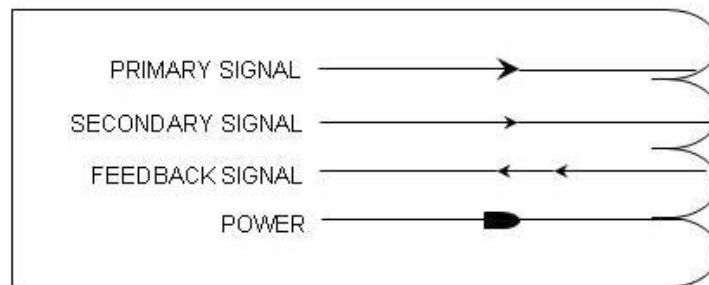 PRIMARY SIGNAL
SECONDARY SIGNAL
FEEDBACK SIGNAL
POWER